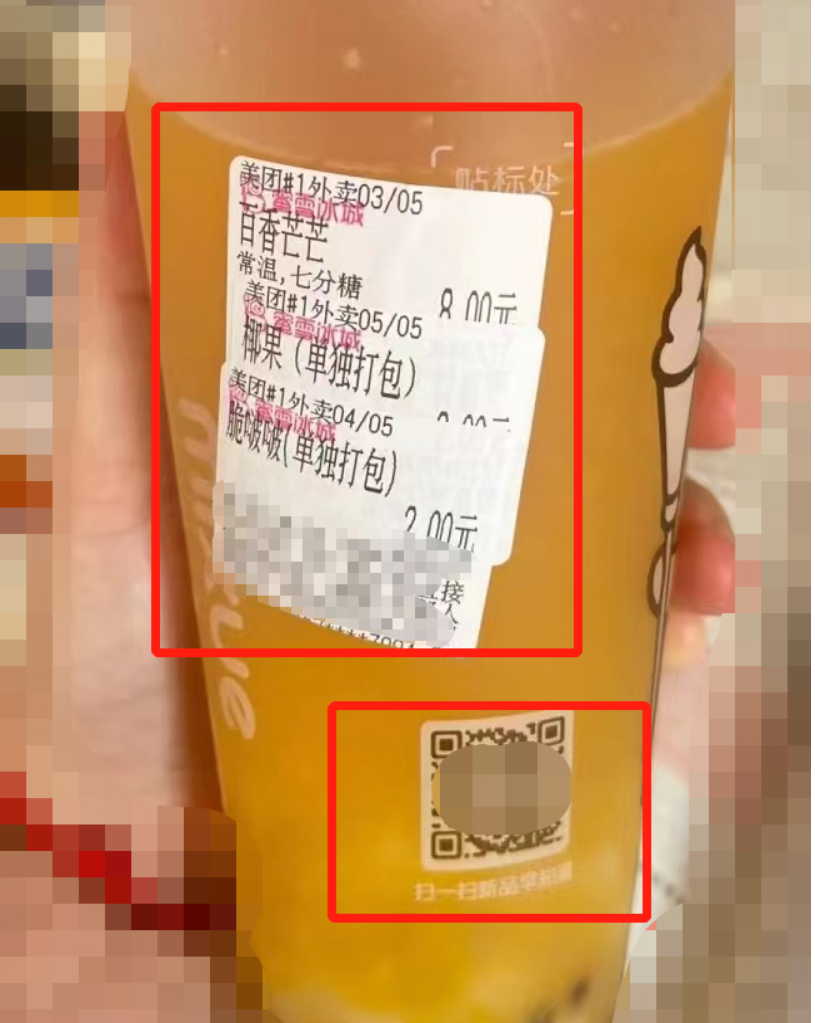 贴标处
美团#1外卖03/05
蜜雪冰城
百香芒芒
常温,七分糖
8.00元
美团#1外卖05/05
蜜雪冰城
椰果(单独打包)
美团#1外卖04/05
蜜雪冰城
脆啵啵(单独打包)
2.00元
接
人
mixue
扫一扫新品早知道